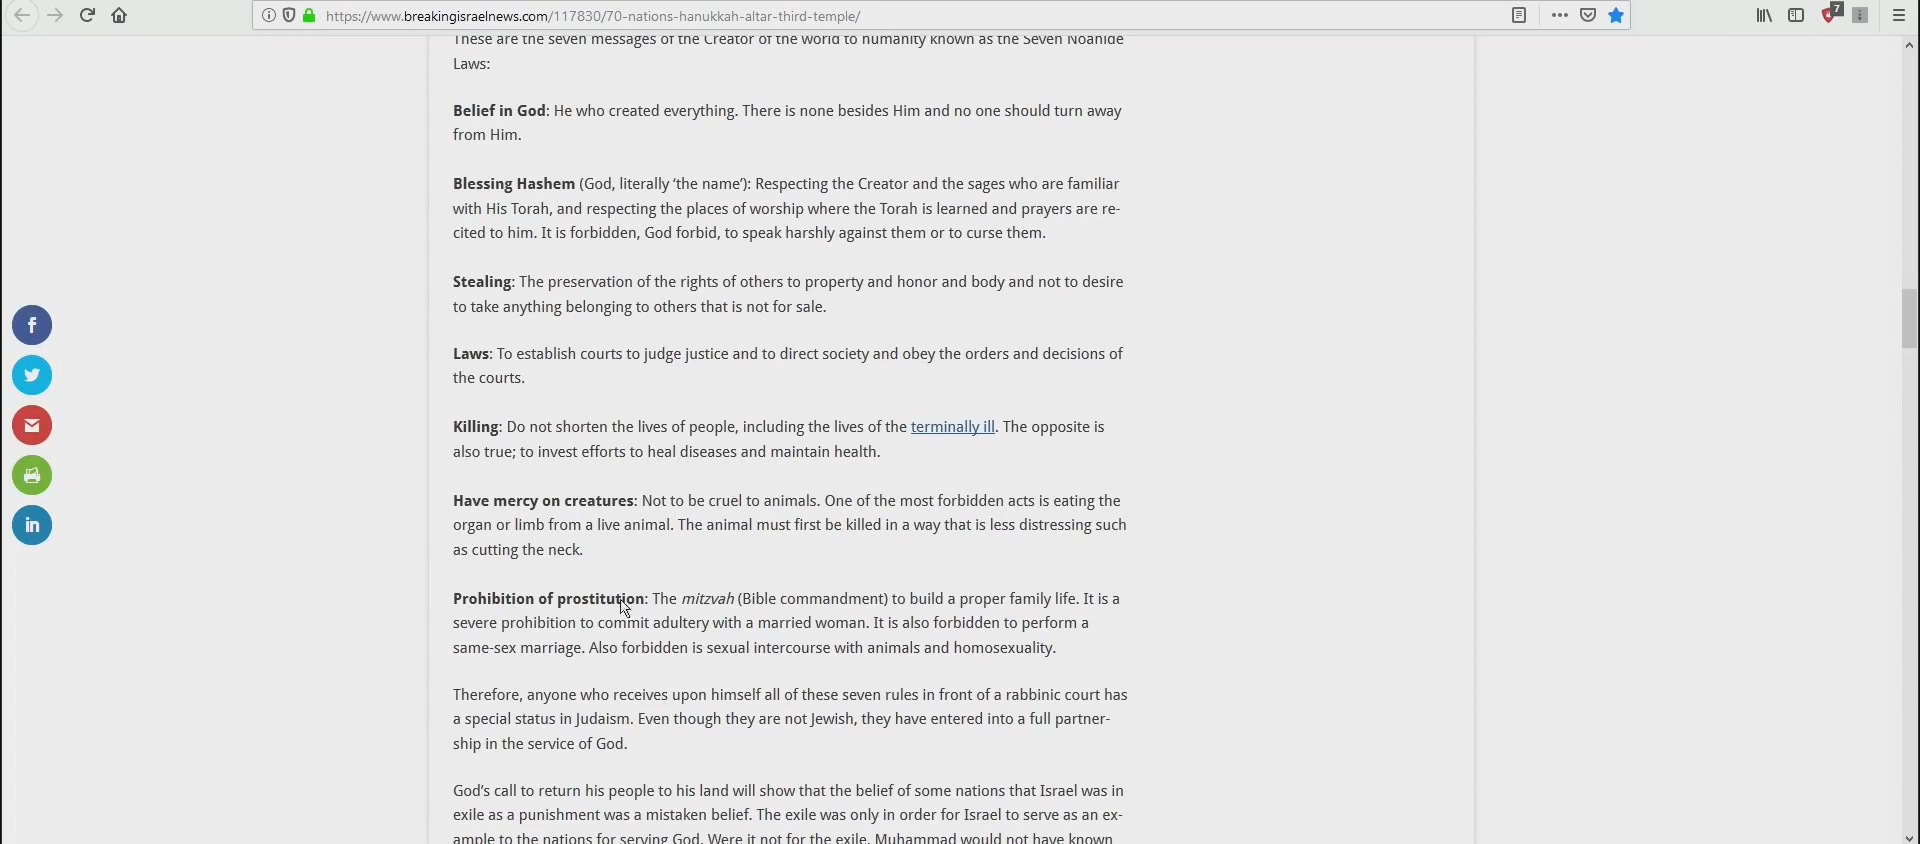 https://www.breakingisraelnews.com/117830/70-nations-hanukkah-altar-third-temple/
7
These are the seven messages of the Creator of the world to humanity known as the Seven Noahide
Laws:
Belief in God: He who created everything. There is none besides Him and no one should turn away
from Him.
Blessing Hashem (God, literally ‘the name’): Respecting the Creator and the sages who are familiar
with His Torah, and respecting the places of worship where the Torah is learned and prayers are re-
cited to him. It is forbidden, God forbid, to speak harshly against them or to curse them.
Stealing: The preservation of the rights of others to property and honor and body and not to desire
to take anything belonging to others that is not for sale.
Laws: To establish courts to judge justice and to direct society and obey the orders and decisions of
the courts.
Killing: Do not shorten the lives of people, including the lives of the terminally ill. The opposite is
also true; to invest efforts to heal diseases and maintain health.
Have mercy on creatures: Not to be cruel to animals. One of the most forbidden acts is eating the
organ or limb from a live animal. The animal must first be killed in a way that is less distressing such
as cutting the neck.
Prohibition of prostitution: The mitzvah (Bible commandment) to build a proper family life. It is a
severe prohibition to commit adultery with a married woman. It is also forbidden to perform a
same-sex marriage. Also forbidden is sexual intercourse with animals and homosexuality.
Therefore, anyone who receives upon himself all of these seven rules in front of a rabbinic court has
a special status in Judaism. Even though they are not Jewish, they have entered into a full partner-
ship in the service of God.
God’s call to return his people to his land will show that the belief of some nations that Israel was in
exile as a punishment was a mistaken belief. The exile was only in order for Israel to serve as an ex-
ample to the nations for serving God. Were it not for the exile, Muhammad would not have known